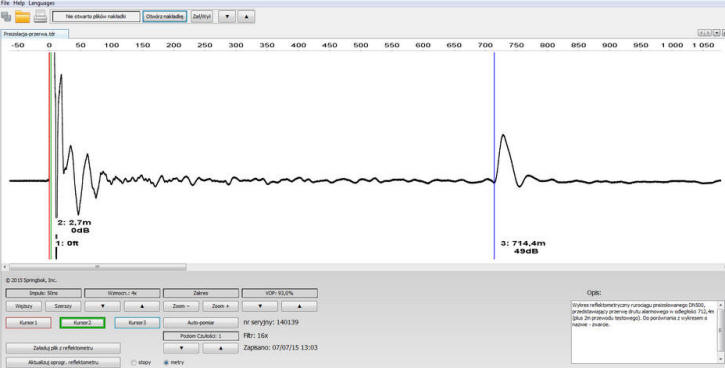 File Help Languages
Nie otwarto plików nakładki
Otwórz nakładkę
Zał/Wył
Preizolacja-przerwa.tdr
-50 0 50 100 150 200 250 300 350 400 450 500 550 600 650 700 750 800 850 900 950 1 000 1 050
2: 2,7m
0dB
1: 0ft
3: 714,4m
49dB
© 2015 Springbok, Inc.
Impuls: 50ns
Wzmocn.: 4x
Zakres
VOP: 93,0%
Węższy
Szerszy
Zoom -
Zoom +
Kursor 1
Kursor2
Kursor3
Auto-pomiar
nr seryjny: 140139
Poziom Czułości: 1
Filtr: 16x
Załaduj plik z reflektometru
Zapisano: 07/07/15 13:03
Aktualizuj oprogr. reflektometru
stopy
metry
Opis:
Wykres reflektometryczny rurociągu preizolowanego DN500,
przedstawiający przerwę drutu alarmowego w odległości 712,4m
(plus 2m przewodu testowego). Do porównania z wykresem o
nazwie - zwarcie.